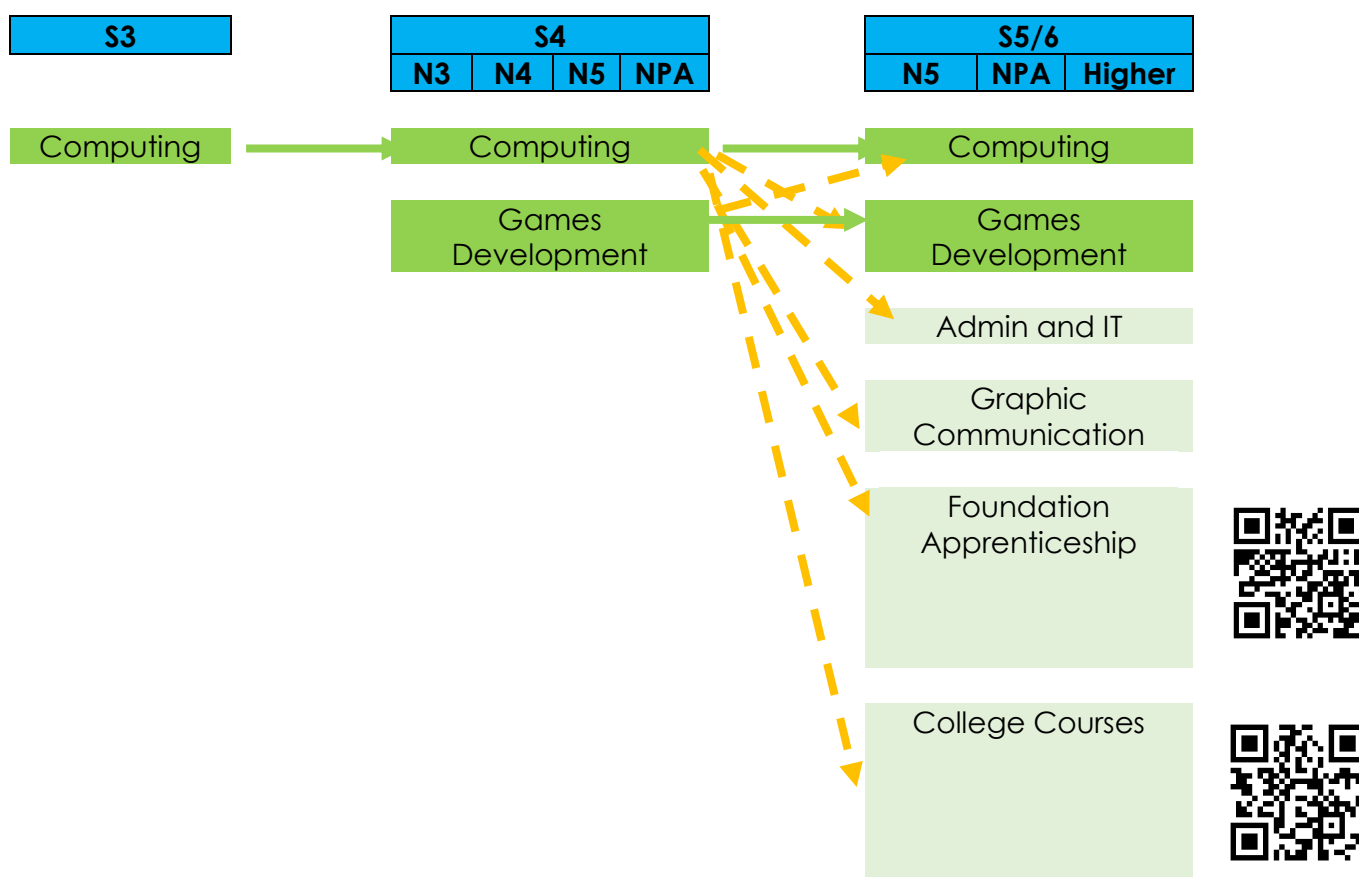 S3
S4
S5/6
N3 N4 N5 NPA
N5 NPA Higher
Computing
Computing
Computing
Games
Development
Games
Development
Admin and IT
Graphic
Communication
Foundation
Apprenticeship
College Courses